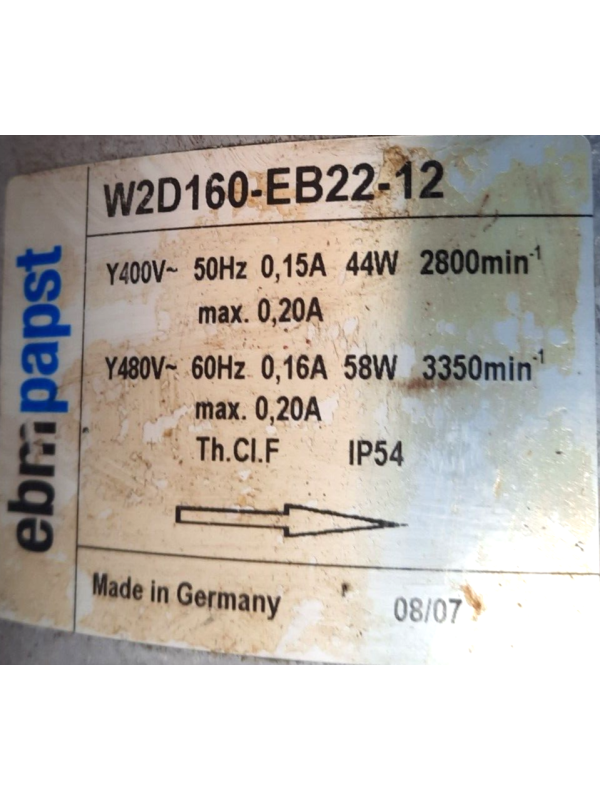 ebmpapst
W2D160-EB22-12
Y400V~ 50Hz 0,15A 44W 2800min⁻¹
max. 0,20A
Y480V~ 60Hz 0,16A 58W 3350min⁻¹
max. 0,20A
Th.Cl.F IP54
Made in Germany 08/07